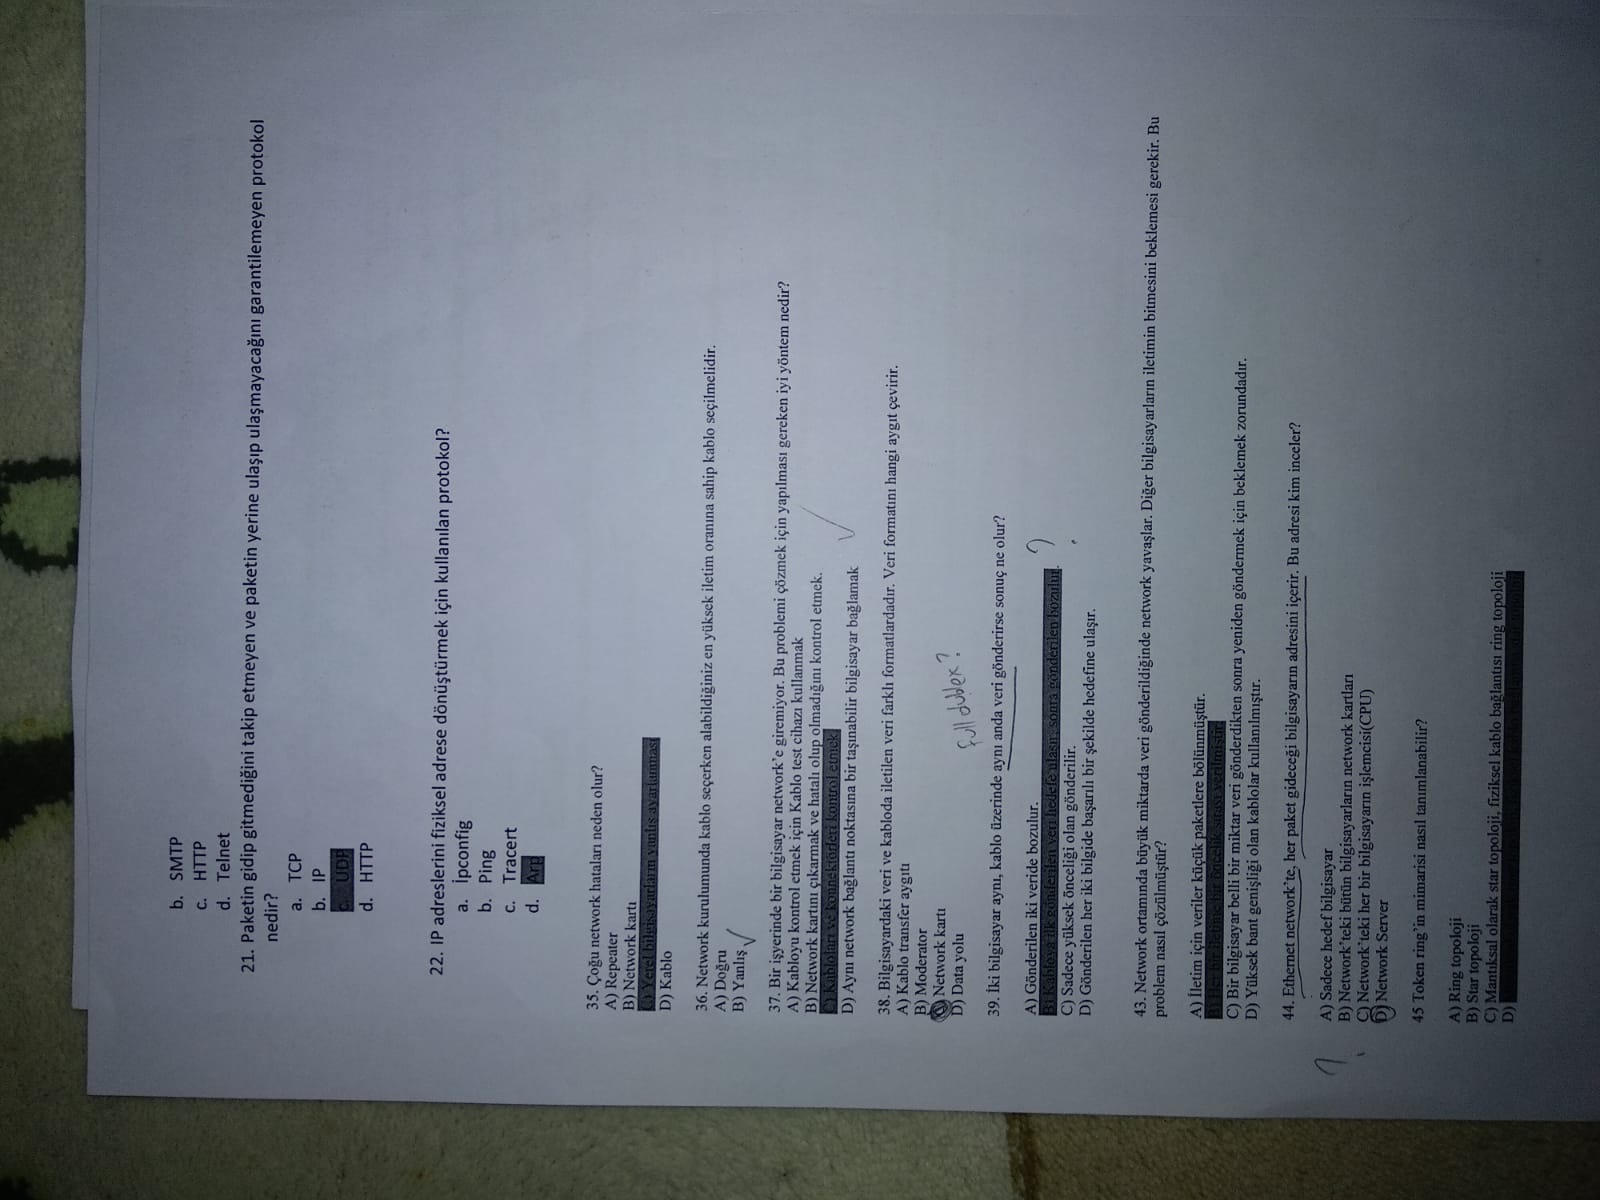 b. SMTP
c. HTTP
d. Telnet
21. Paketin gidip gitmediğini takip etmeyen ve paketin yerine ulaşıp ulaşmayacağını garantilemeyen protokol
nedir?
a. TCP
b. IP
c. UDP
d. HTTP
22. IP adreslerini fiziksel adrese dönüştürmek için kullanılan protokol?
a. İpconfig
b. Ping
c. Tracert
d. Arp
35. Çoğu network hataları neden olur?
A) Repeater
B) Network kartı
C) Yerel bilgisayarların yanlış ayarlanması
D) Kablo
36. Network kurulumunda kablo seçerken alabildiğiniz en yüksek iletim oranına sahip kablo seçilmelidir.
A) Doğru
B) Yanlış
37. Bir işyerinde bir bilgisayar network'e giremiyor. Bu problemi çözmek için yapılması gereken iyi yöntem nedir?
A) Kabloyu kontrol etmek için Kablo test cihazı kullanmak
B) Network kartını çıkarmak ve hatalı olup olmadığını kontrol etmek.
C) Kabloları ve konnektörleri kontrol etmek
D) Aynı network bağlantı noktasına bir taşınabilir bilgisayar bağlamak
38. Bilgisayardaki veri ve kabloda iletilen veri farklı formatlardadır. Veri formatını hangi aygıt çevirir.
A) Kablo transfer aygıtı
B) Moderator
C) Network kartı
D) Data yolu
full dublex?
39. İki bilgisayar aynı, kablo üzerinde aynı anda veri gönderirse sonuç ne olur?
A) Gönderilen iki veride bozulur.
B) Kabloya ilk gönderilen veri hedefe ulaşır, sonra gönderilen bozulur. ?
C) Sadece yüksek önceliği olan gönderilir.
D) Gönderilen her iki bilgide başarılı bir şekilde hedefine ulaşır.
43. Network ortamında büyük miktarda veri gönderildiğinde network yavaşlar. Diğer bilgisayarların iletimin bitmesini beklemesi gerekir. Bu
problem nasıl çözülmüştür?
A) İletim için veriler küçük paketlere bölünmüştür.
B) Her bir iletime bir öncelik sırası verilmiştir.
C) Bir bilgisayar belli bir miktar veri gönderdikten sonra yeniden göndermek için beklemek zorundadır.
D) Yüksek bant genişliği olan kablolar kullanılmıştır.
44. Ethernet network'te, her paket gideceği bilgisayarın adresini içerir. Bu adresi kim inceler?
? A) Sadece hedef bilgisayar
B) Network'teki bütün bilgisayarların network kartları
C) Network'teki her bir bilgisayarın işlemcisi(CPU)
D) Network Server
45 Token ring'in mimarisi nasıl tanımlanabilir?
A) Ring topoloji
B) Star topoloji
C) Mantıksal olarak star topoloji, fiziksel kablo bağlantısı ring topoloji
D)